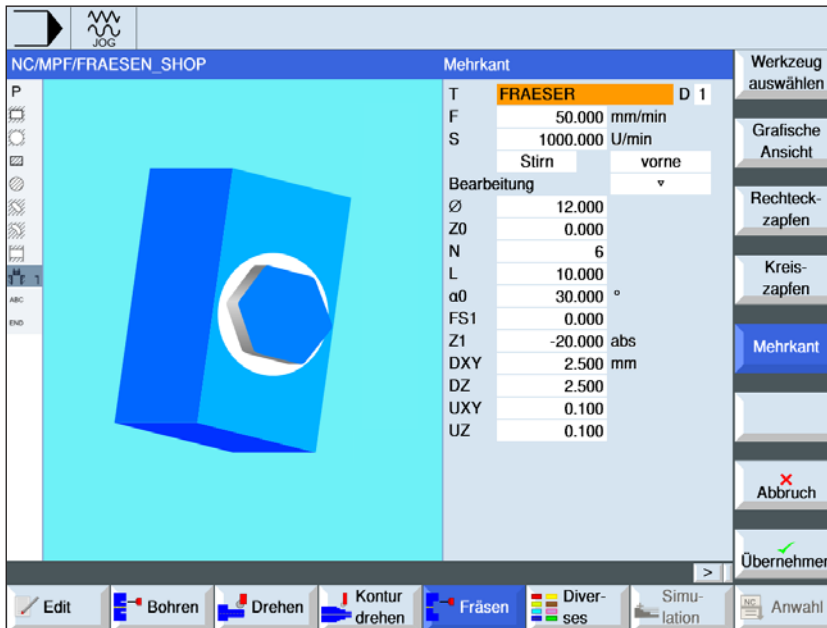 JOG
NC/MPF/FRAESEN_SHOP
Mehrkant
P
T FRAESER D 1
F 50.000 mm/min
S 1000.000 U/min
Stirn vorne
Bearbeitung ▿
Ø 12.000
Z0 0.000
N 6
L 10.000
α0 30.000 °
FS1 0.000
Z1 -20.000 abs
DXY 2.500 mm
DZ 2.500
UXY 0.100
UZ 0.100
1
ABC
END
Werkzeug
auswählen
Grafische
Ansicht
Rechteck-
zapfen
Kreis-
zapfen
Mehrkant
Abbruch
Übernehmen
>
Edit
Bohren
Drehen
Kontur
drehen
Fräsen
Diver-
ses
Simu-
lation
NC
Anwahl